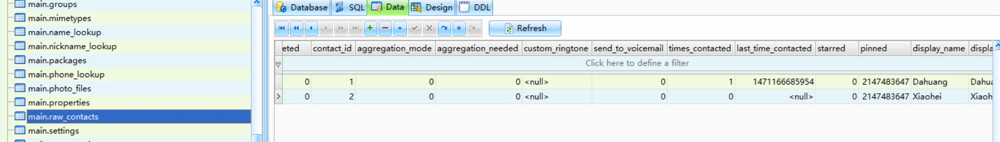 main.groups
main.mimetypes
main.name_lookup
main.nickname_lookup
main.packages
main.phone_lookup
main.photo_files
main.properties
main.raw_contacts
main.settings
Database SQL Data Design DDL
Refresh
eted contact_id aggregation_mode aggregation_needed custom_ringtone send_to_voicemail times_contacted last_time_contacted starred pinned display_name displa
Click here to define a filter
0 1 0 0 <null> 0 1 1471166685954 0 2147483647 Dahuang Dahua
0 2 0 0 <null> 0 0 <null> 0 2147483647 Xiaohei Xiaoh